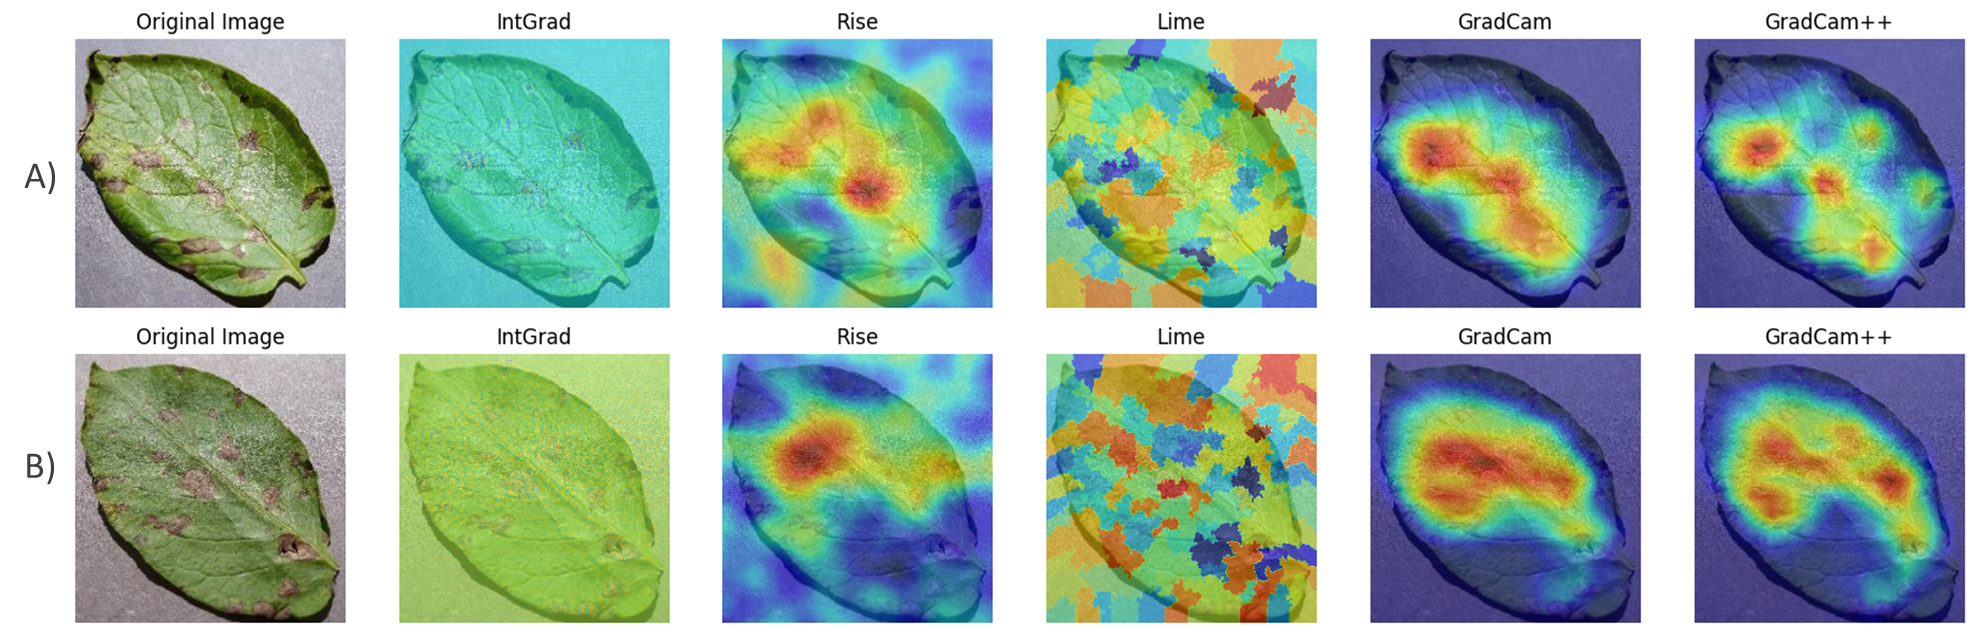 Original Image IntGrad Rise Lime GradCam GradCam++
A)
Original Image IntGrad Rise Lime GradCam GradCam++
B)